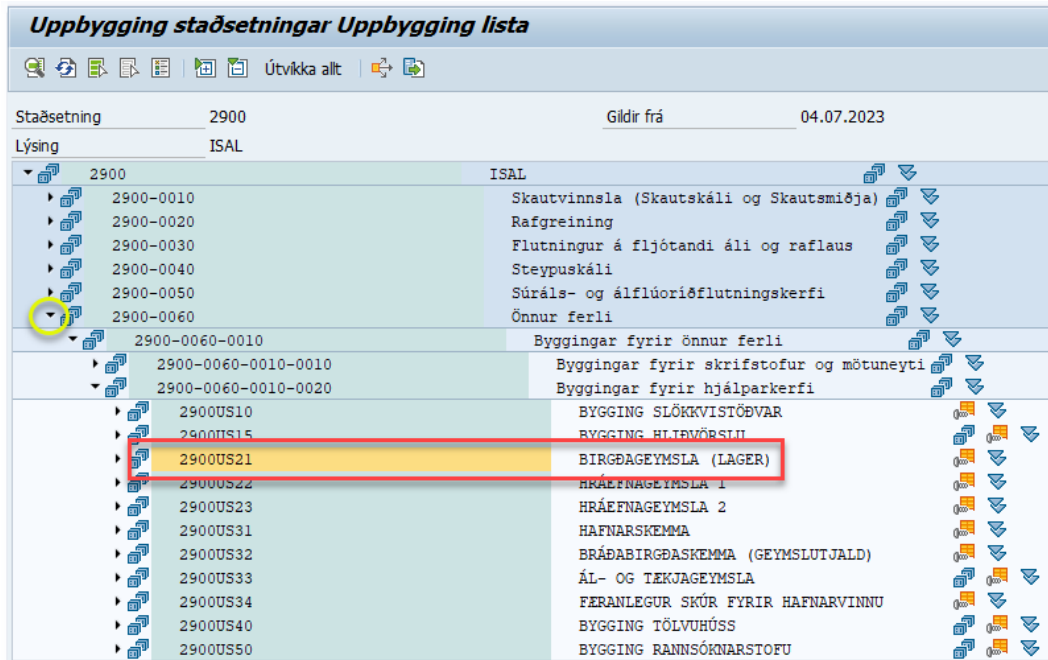 Uppbygging staðsetningar Uppbygging lista
Útvíkka allt
Staðsetning 2900 Gildir frá 04.07.2023
Lýsing ISAL
2900 ISAL
2900-0010 Skautvinnsla (Skautskáli og Skautsmiðja)
2900-0020 Rafgreining
2900-0030 Flutningur á fljótandi áli og raflaus
2900-0040 Steypuskáli
2900-0050 Súráls- og álflúoríðflutningskerfi
2900-0060 Önnur ferli
2900-0060-0010 Byggingar fyrir önnur ferli
2900-0060-0010-0010 Byggingar fyrir skrifstofur og mötuneyti
2900-0060-0010-0020 Byggingar fyrir hjálparkerfi
2900US10 BYGGING SLÖKKVISTÖÐVAR
2900US15 BYGGING HLIÐVÖRSLU
2900US21 BIRGÐAGEYMSLA (LAGER)
2900US22 HRÁEFNAGEYMSLA 1
2900US23 HRÁEFNAGEYMSLA 2
2900US31 HAFNARSKEMMA
2900US32 BRÁÐABIRGÐASKEMMA (GEYMSLUTJALD)
2900US33 ÁL- OG TÆKJAGEYMSLA
2900US34 FÆRANLEGUR SKÚR FYRIR HAFNARVINNU
2900US40 BYGGING TÖLVUHÚSS
2900US50 BYGGING RANNSÓKNARSTOFU